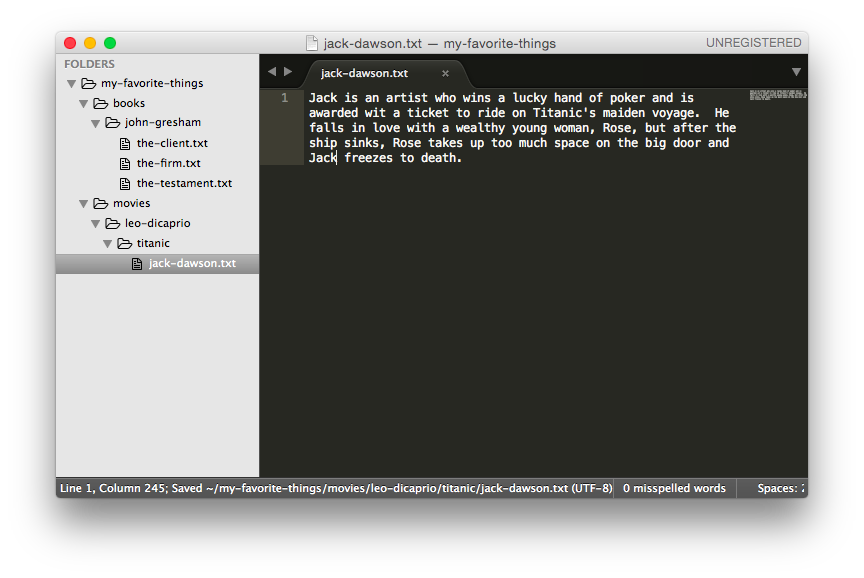 jack-dawson.txt — my-favorite-things
UNREGISTERED
FOLDERS
my-favorite-things
books
john-gresham
the-client.txt
the-firm.txt
the-testament.txt
movies
leo-dicaprio
titanic
jack-dawson.txt
jack-dawson.txt
1
Jack is an artist who wins a lucky hand of poker and is
awarded wit a ticket to ride on Titanic's maiden voyage.  He
falls in love with a wealthy young woman, Rose, but after the
ship sinks, Rose takes up too much space on the big door and
Jack freezes to death.
Line 1, Column 245; Saved ~/my-favorite-things/movies/leo-dicaprio/titanic/jack-dawson.txt (UTF-8)
0 misspelled words
Spaces: